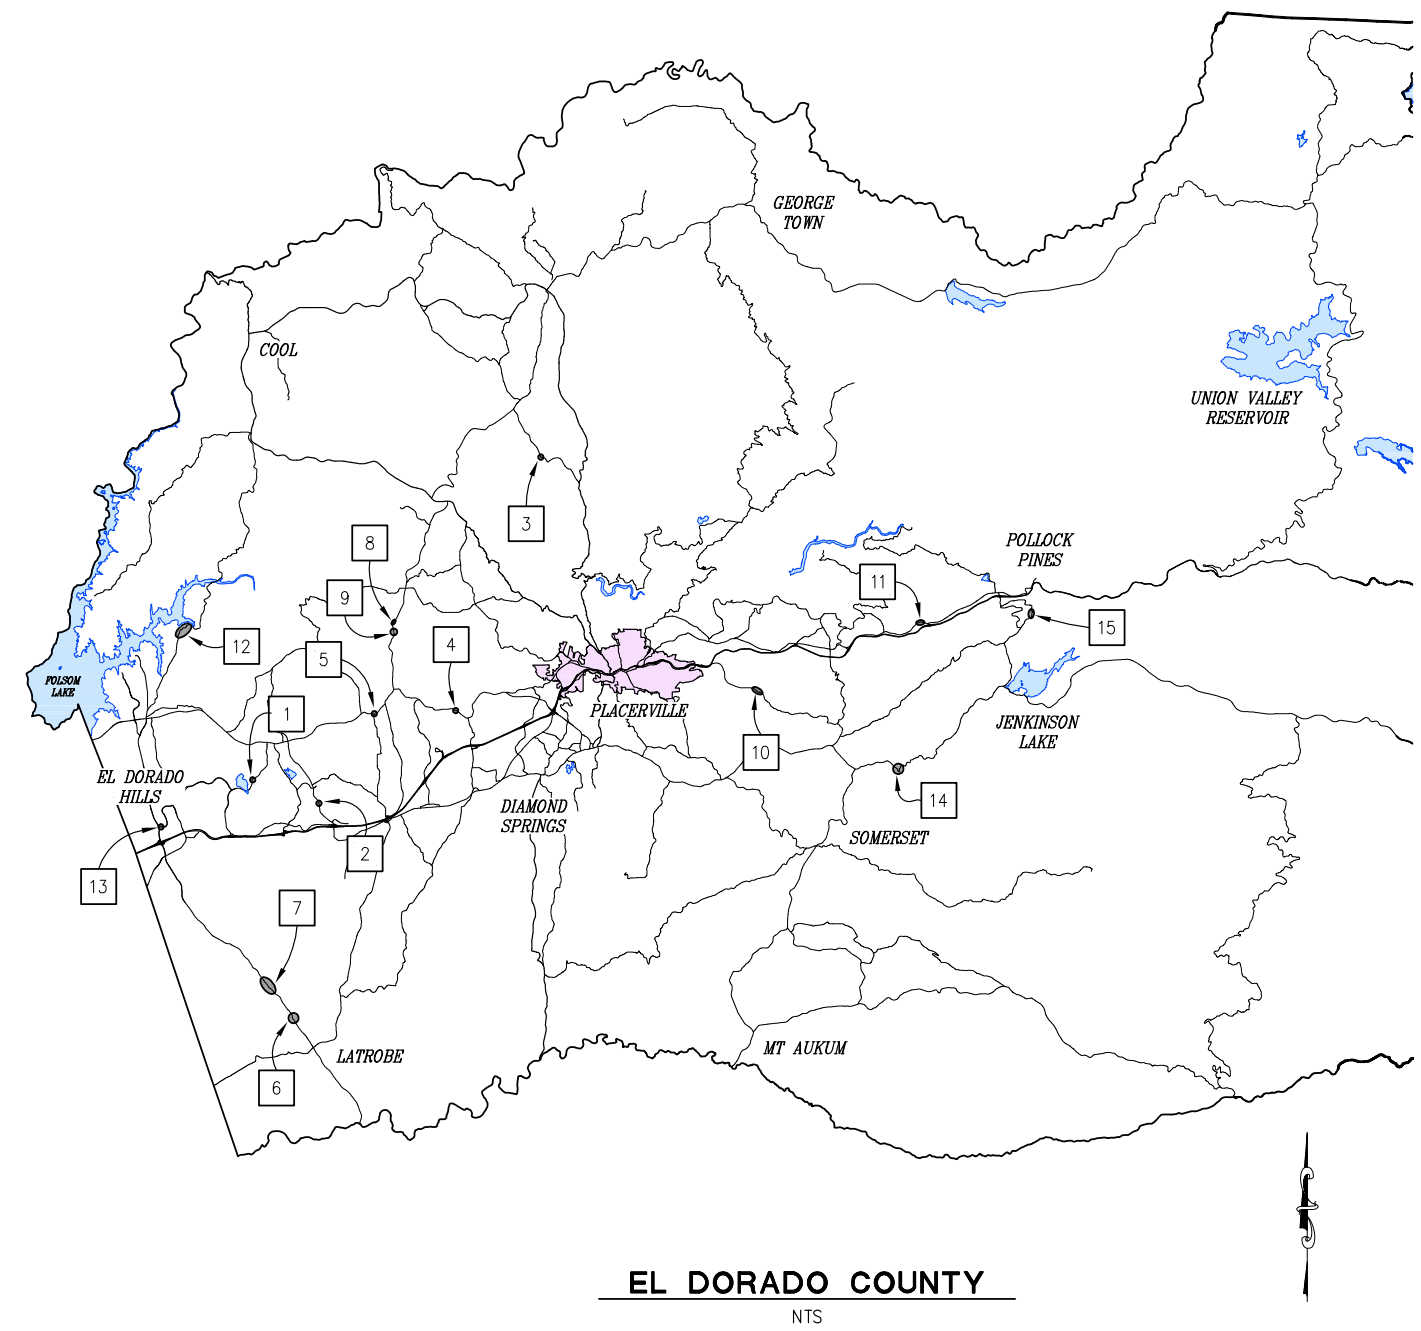 GEORGE
TOWN
COOL
UNION VALLEY
RESERVOIR
3
8
POLLOCK
PINES
11
9
15
12
4
5
FOLSOM
LAKE
1
PLACERVILLE
JENKINSON
LAKE
10
EL DORADO
HILLS
14
DIAMOND
SPRINGS
SOMERSET
2
13
7
MT AUKUM
LATROBE
6
EL DORADO COUNTY
NTS